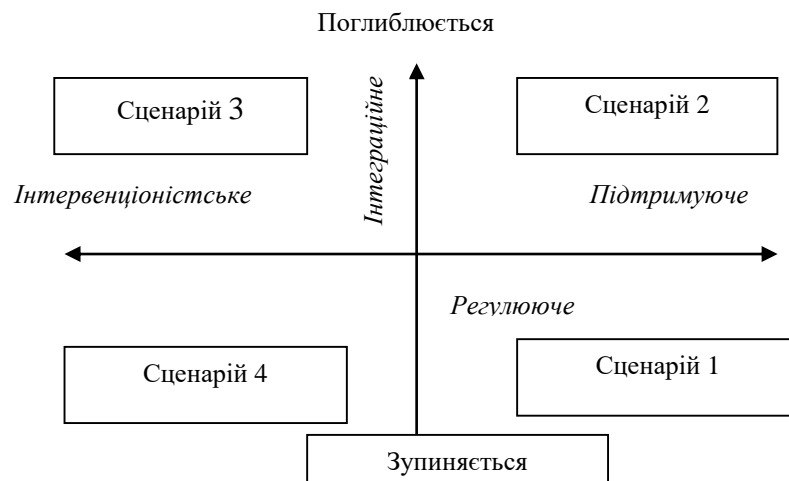 Поглиблюється
Сценарій 3
Сценарій 2
Інтеграційне
Інтервенціоністське
Підтримуюче
Регулююче
Сценарій 4
Сценарій 1
Зупиняється